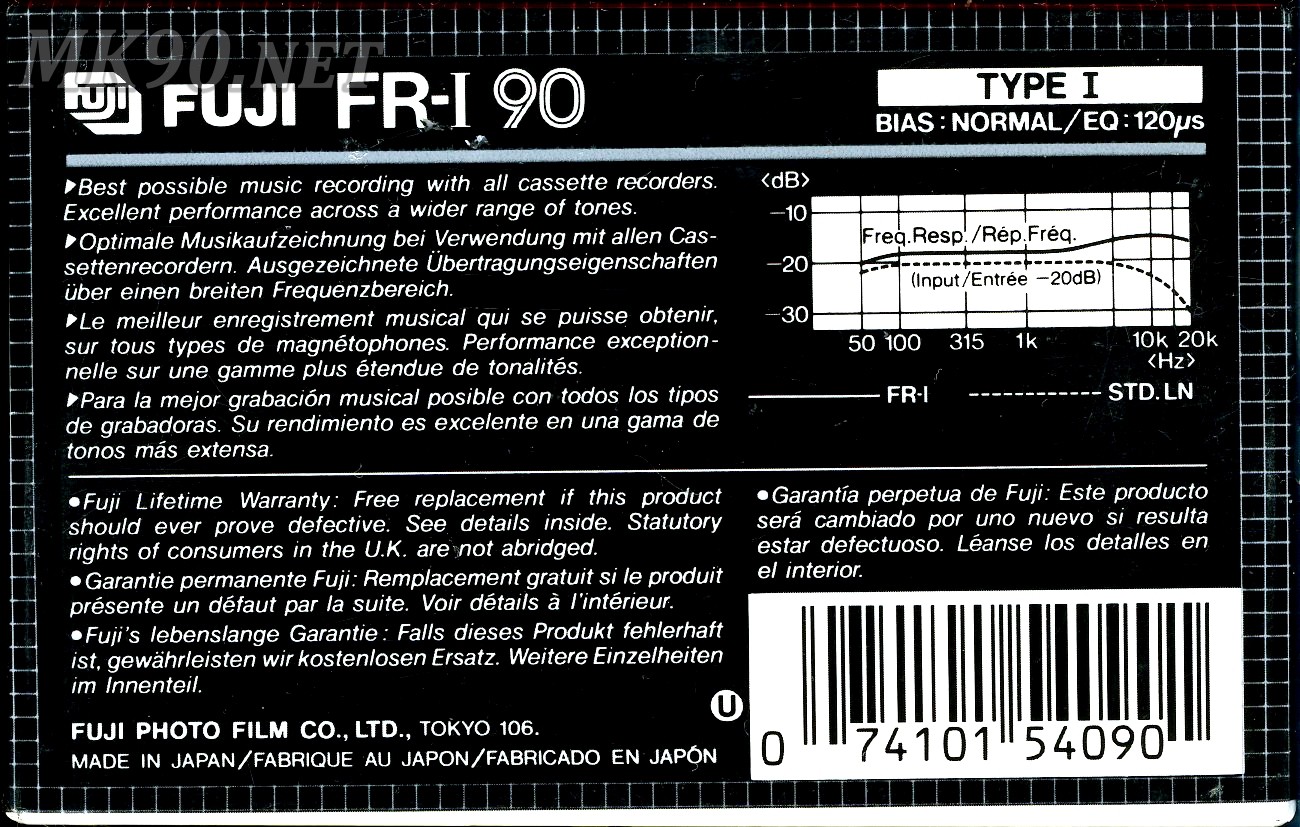 MK90.NET
FUJI FUJI FR-I 90
TYPE I
BIAS : NORMAL/EQ : 120µs
▶Best possible music recording with all cassette recorders.
Excellent performance across a wider range of tones.
▶Optimale Musikaufzeichnung bei Verwendung mit allen Cas-
settenrecordern. Ausgezeichnete Übertragungseigenschaften
über einen breiten Frequenzbereich.
▶Le meilleur enregistrement musical qui se puisse obtenir,
sur tous types de magnétophones. Performance exception-
nelle sur une gamme plus étendue de tonalités.
▶Para la mejor grabación musical posible con todos los tipos
de grabadoras. Su rendimiento es excelente en una gama de
tonos más extensa.
<dB>
-10
Freq.Resp./Rép.Fréq.
-20
(Input/Entrée -20dB)
-30
50 100 315 1k 10k 20k
<Hz>
FR-I STD. LN
●Fuji Lifetime Warranty: Free replacement if this product
should ever prove defective. See details inside. Statutory
rights of consumers in the U.K. are not abridged.
●Garantie permanente Fuji: Remplacement gratuit si le produit
présente un défaut par la suite. Voir détails à l'intérieur.
●Fuji's lebenslange Garantie: Falls dieses Produkt fehlerhaft
ist, gewährleisten wir kostenlosen Ersatz. Weitere Einzelheiten
im Innenteil.
●Garantía perpetua de Fuji: Este producto
será cambiado por uno nuevo si resulta
estar defectuoso. Léanse los detalles en
el interior.
U
FUJI PHOTO FILM CO., LTD., TOKYO 106.
MADE IN JAPAN/FABRIQUE AU JAPON/FABRICADO EN JAPÓN
0 74101 54090